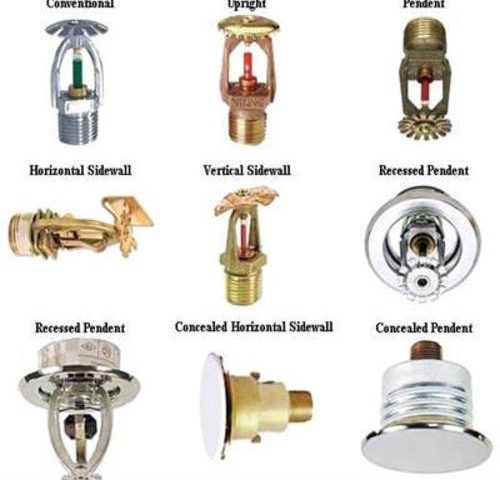 Conventional
Upright
Pendent
Horizontal Sidewall
Vertical Sidewall
Recessed Pendent
Recessed Pendent
Concealed Horizontal Sidewall
Concealed Pendent